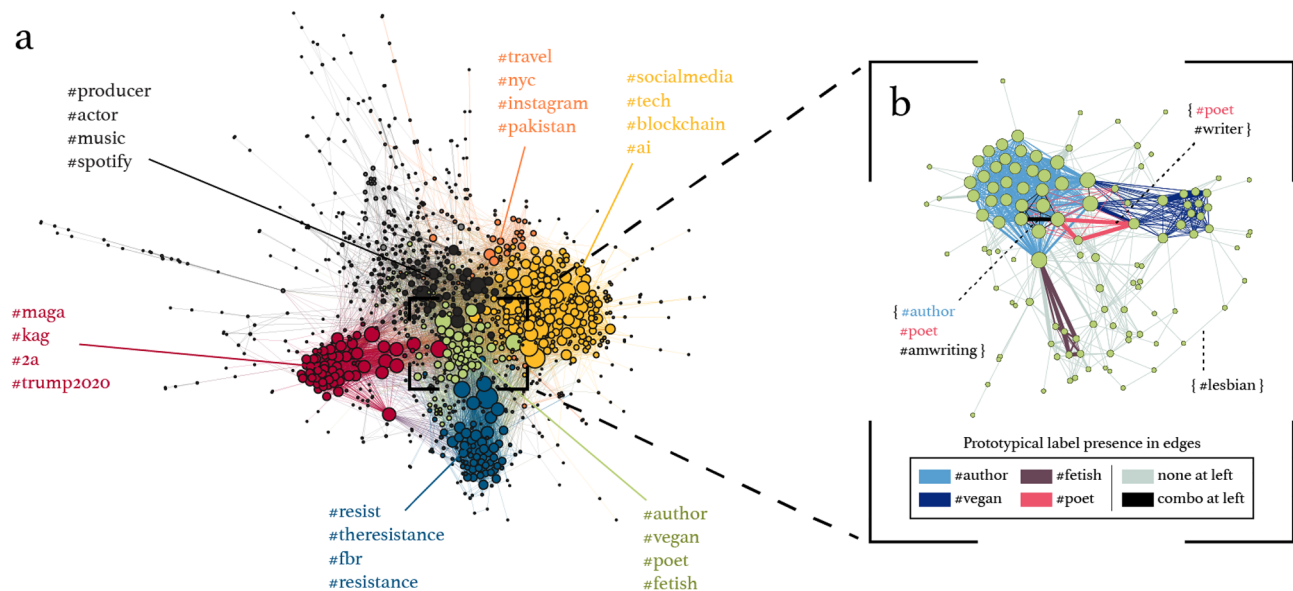 a
#producer
#actor
#music
#spotify
#travel
#nyc
#instagram
#pakistan
#socialmedia
#tech
#blockchain
#ai
#maga
#kag
#2a
#trump2020
#resist
#theresistance
#fbr
#resistance
#author
#vegan
#poet
#fetish
b
{ #poet
#writer }
{ #author
#poet
#amwriting }
{ #lesbian }
Prototypical label presence in edges
#author #fetish none at left
#vegan #poet combo at left